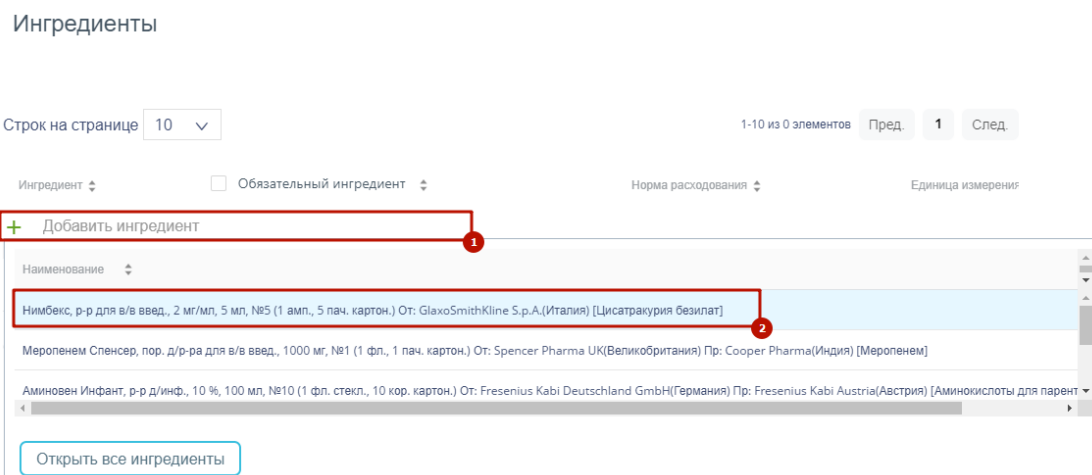 Ингредиенты
Строк на странице 10 1-10 из 0 элементов Пред. 1 След.
Ингредиент Обязательный ингредиент Норма расходования Единица измерения
Добавить ингредиент
1
Наименование
Нимбекс, р-р для в/в введ., 2 мг/мл, 5 мл, №5 (1 амп., 5 пач. картон.) От: GlaxoSmithKline S.p.A.(Италия) [Цисатракурия безилат]
2
Меропенем Спенсер, пор. д/р-ра для в/в введ., 1000 мг, №1 (1 фл., 1 пач. картон.) От: Spencer Pharma UK(Великобритания) Пр: Cooper Pharma(Индия) [Меропенем]
Аминовен Инфант, р-р д/инф., 10 %, 100 мл, №10 (1 фл. стекл., 10 кор. картон.) От: Fresenius Kabi Deutschland GmbH(Германия) Пр: Fresenius Kabi Austria(Австрия) [Аминокислоты для парент
Открыть все ингредиенты